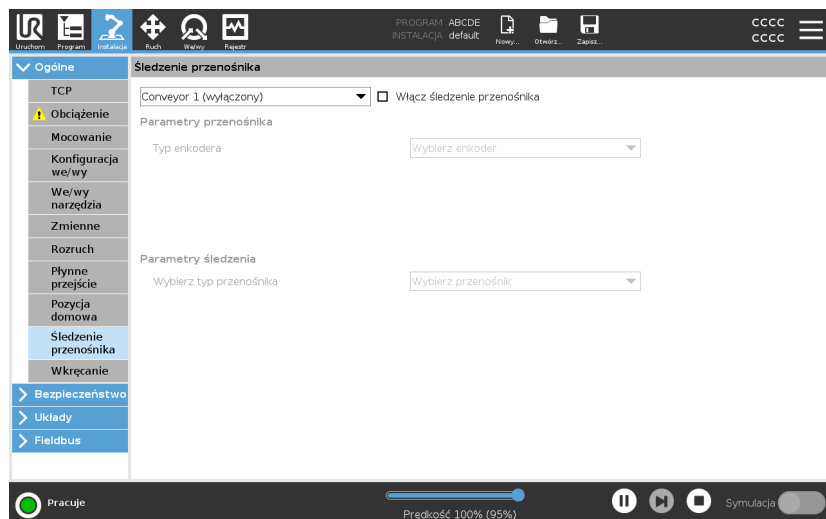 UR
PROGRAM ABCDE
INSTALACJA default
CCCC
CCCC
Uruchom Program Instalacja Ruch We/wy Rejestr Nowy... Otwórz... Zapisz...
Ogólne
Śledzenie przenośnika
TCP
Conveyor 1 (wyłączony)
Włącz śledzenie przenośnika
Obciążenie
Parametry przenośnika
Mocowanie
Typ enkodera
Wybierz enkoder
Konfiguracja
we/wy
We/wy
narzędzia
Zmienne
Rozruch
Parametry śledzenia
Płynne
przejście
Wybierz typ przenośnika
Wybierz przenośnik
Pozycja
domowa
Śledzenie
przenośnika
Wkręcanie
Bezpieczeństwo
Układy
Fieldbus
Pracuje
Prędkość 100% (95%)
Symulacja